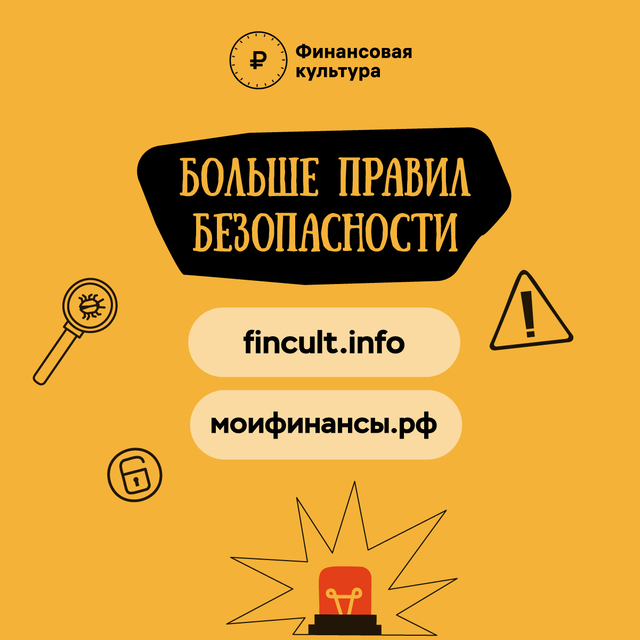 ₽
Финансовая
культура
БОЛЬШЕ ПРАВИЛ
БЕЗОПАСНОСТИ
fincult.info
моифинансы.рф